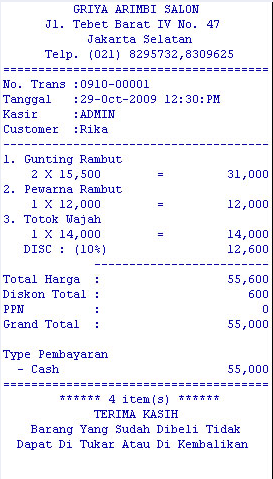 GRIYA ARIMBI SALON
Jl. Tebet Barat IV No. 47
Jakarta Selatan
Telp. (021) 8295732,8309625
======================================
No. Trans :0910-00001
Tanggal :29-Oct-2009 12:30:PM
Kasir :ADMIN
Customer :Rika
--------------------------------------
1. Gunting Rambut
2 X 15,500 = 31,000
2. Pewarna Rambut
1 X 12,000 = 12,000
3. Totok Wajah
1 X 14,000 = 14,000
DISC : (10%) 12,600
-------------------------
Total Harga : 55,600
Diskon Total : 600
PPN : 0
Grand Total : 55,000
Type Pembayaran
- Cash 55,000
======================================
****** 4 item(s) ******
TERIMA KASIH
Barang Yang Sudah Dibeli Tidak
Dapat Di Tukar Atau Di Kembalikan